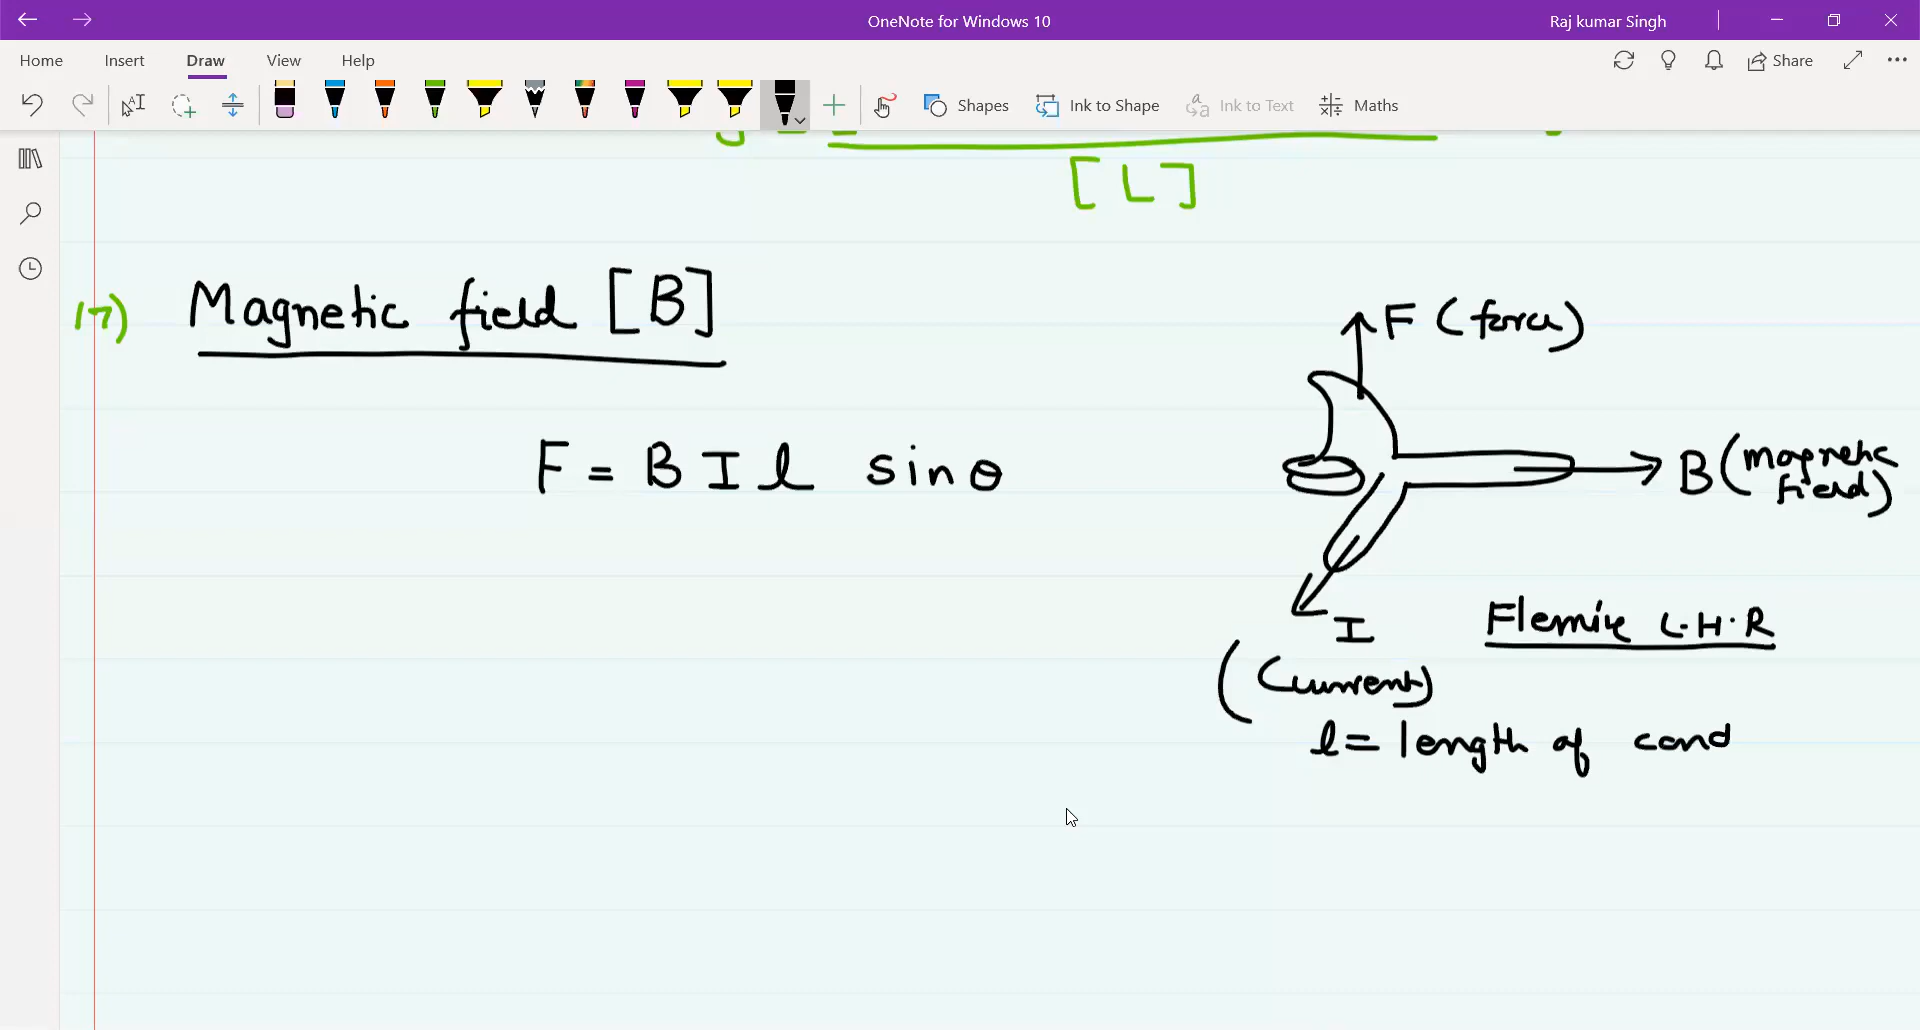 OneNote for Windows 10
Raj kumar Singh
Home Insert Draw View Help
Share
Shapes Ink to Shape Ink to Text Maths
[L]
17) Magnetic field [B]
F (force)
F = B I l sin θ
B (magnetic
field)
I
(Current)
Fleming L.H.R
l = length of cond